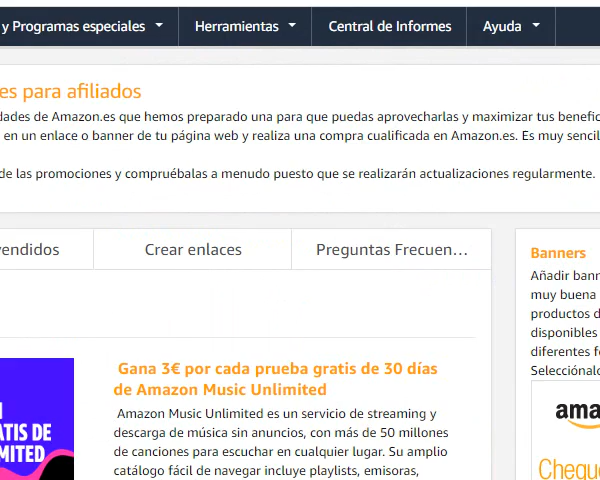 y Programas especiales Herramientas Central de Informes Ayuda
es para afiliados
dades de Amazon.es que hemos preparado una para que puedas aprovecharlas y maximizar tus benefic
en un enlace o banner de tu página web y realiza una compra cualificada en Amazon.es. Es muy sencil
de las promociones y compruébalas a menudo puesto que se realizarán actualizaciones regularmente.
vendidos Crear enlaces Preguntas Frecuen...
Banners
Añadir bann
muy buena
productos d
disponibles
diferentes f
Selecciónalo
Gana 3€ por cada prueba gratis de 30 días
de Amazon Music Unlimited
Amazon Music Unlimited es un servicio de streaming y
descarga de música sin anuncios, con más de 50 millones
de canciones para escuchar en cualquier lugar. Su amplio
catálogo fácil de navegar incluye playlists, emisoras,
ATIS DE
MITED
ama
Cheque